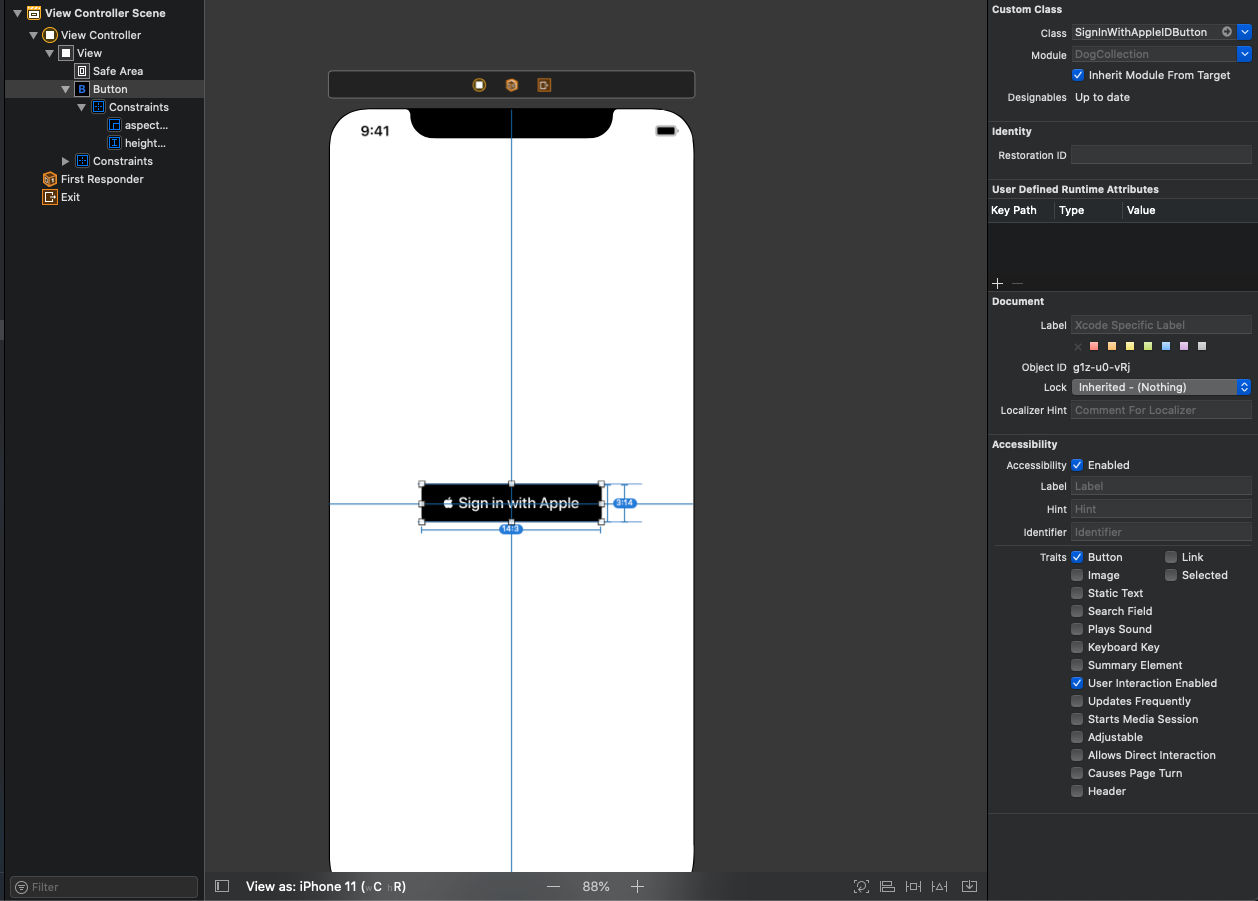 View Controller Scene
View Controller
View
Safe Area
B Button
Constraints
aspect...
height...
Constraints
First Responder
Exit
Filter
9:41
Sign in with Apple
3:14
14:3
View as: iPhone 11 (wC hR)
88%
Custom Class
Class SignInWithAppleIDButton
Module DogCollection
Inherit Module From Target
Designables Up to date
Identity
Restoration ID
User Defined Runtime Attributes
Key Path Type Value
Document
Label Xcode Specific Label
Object ID g1z-u0-vRj
Lock Inherited - (Nothing)
Localizer Hint Comment For Localizer
Accessibility
Accessibility Enabled
Label Label
Hint Hint
Identifier Identifier
Traits Button Link
Image Selected
Static Text
Search Field
Plays Sound
Keyboard Key
Summary Element
User Interaction Enabled
Updates Frequently
Starts Media Session
Adjustable
Allows Direct Interaction
Causes Page Turn
Header